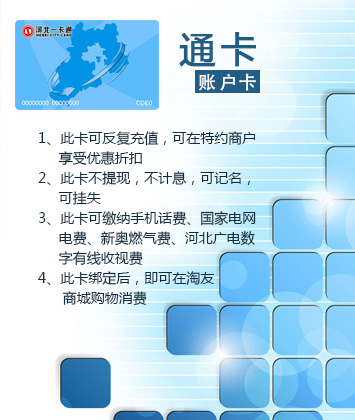 河北一卡通
HEBEI CITY CARD
00000000 00000000
CDE0
通卡
账户卡
1、此卡可反复充值，可在特约商户
享受优惠折扣
2、此卡不提现，不计息，可记名，
可挂失
3、此卡可缴纳手机话费、国家电网
电费、新奥燃气费、河北广电数
字有线收视费
4、此卡绑定后，即可在淘友
商城购物消费